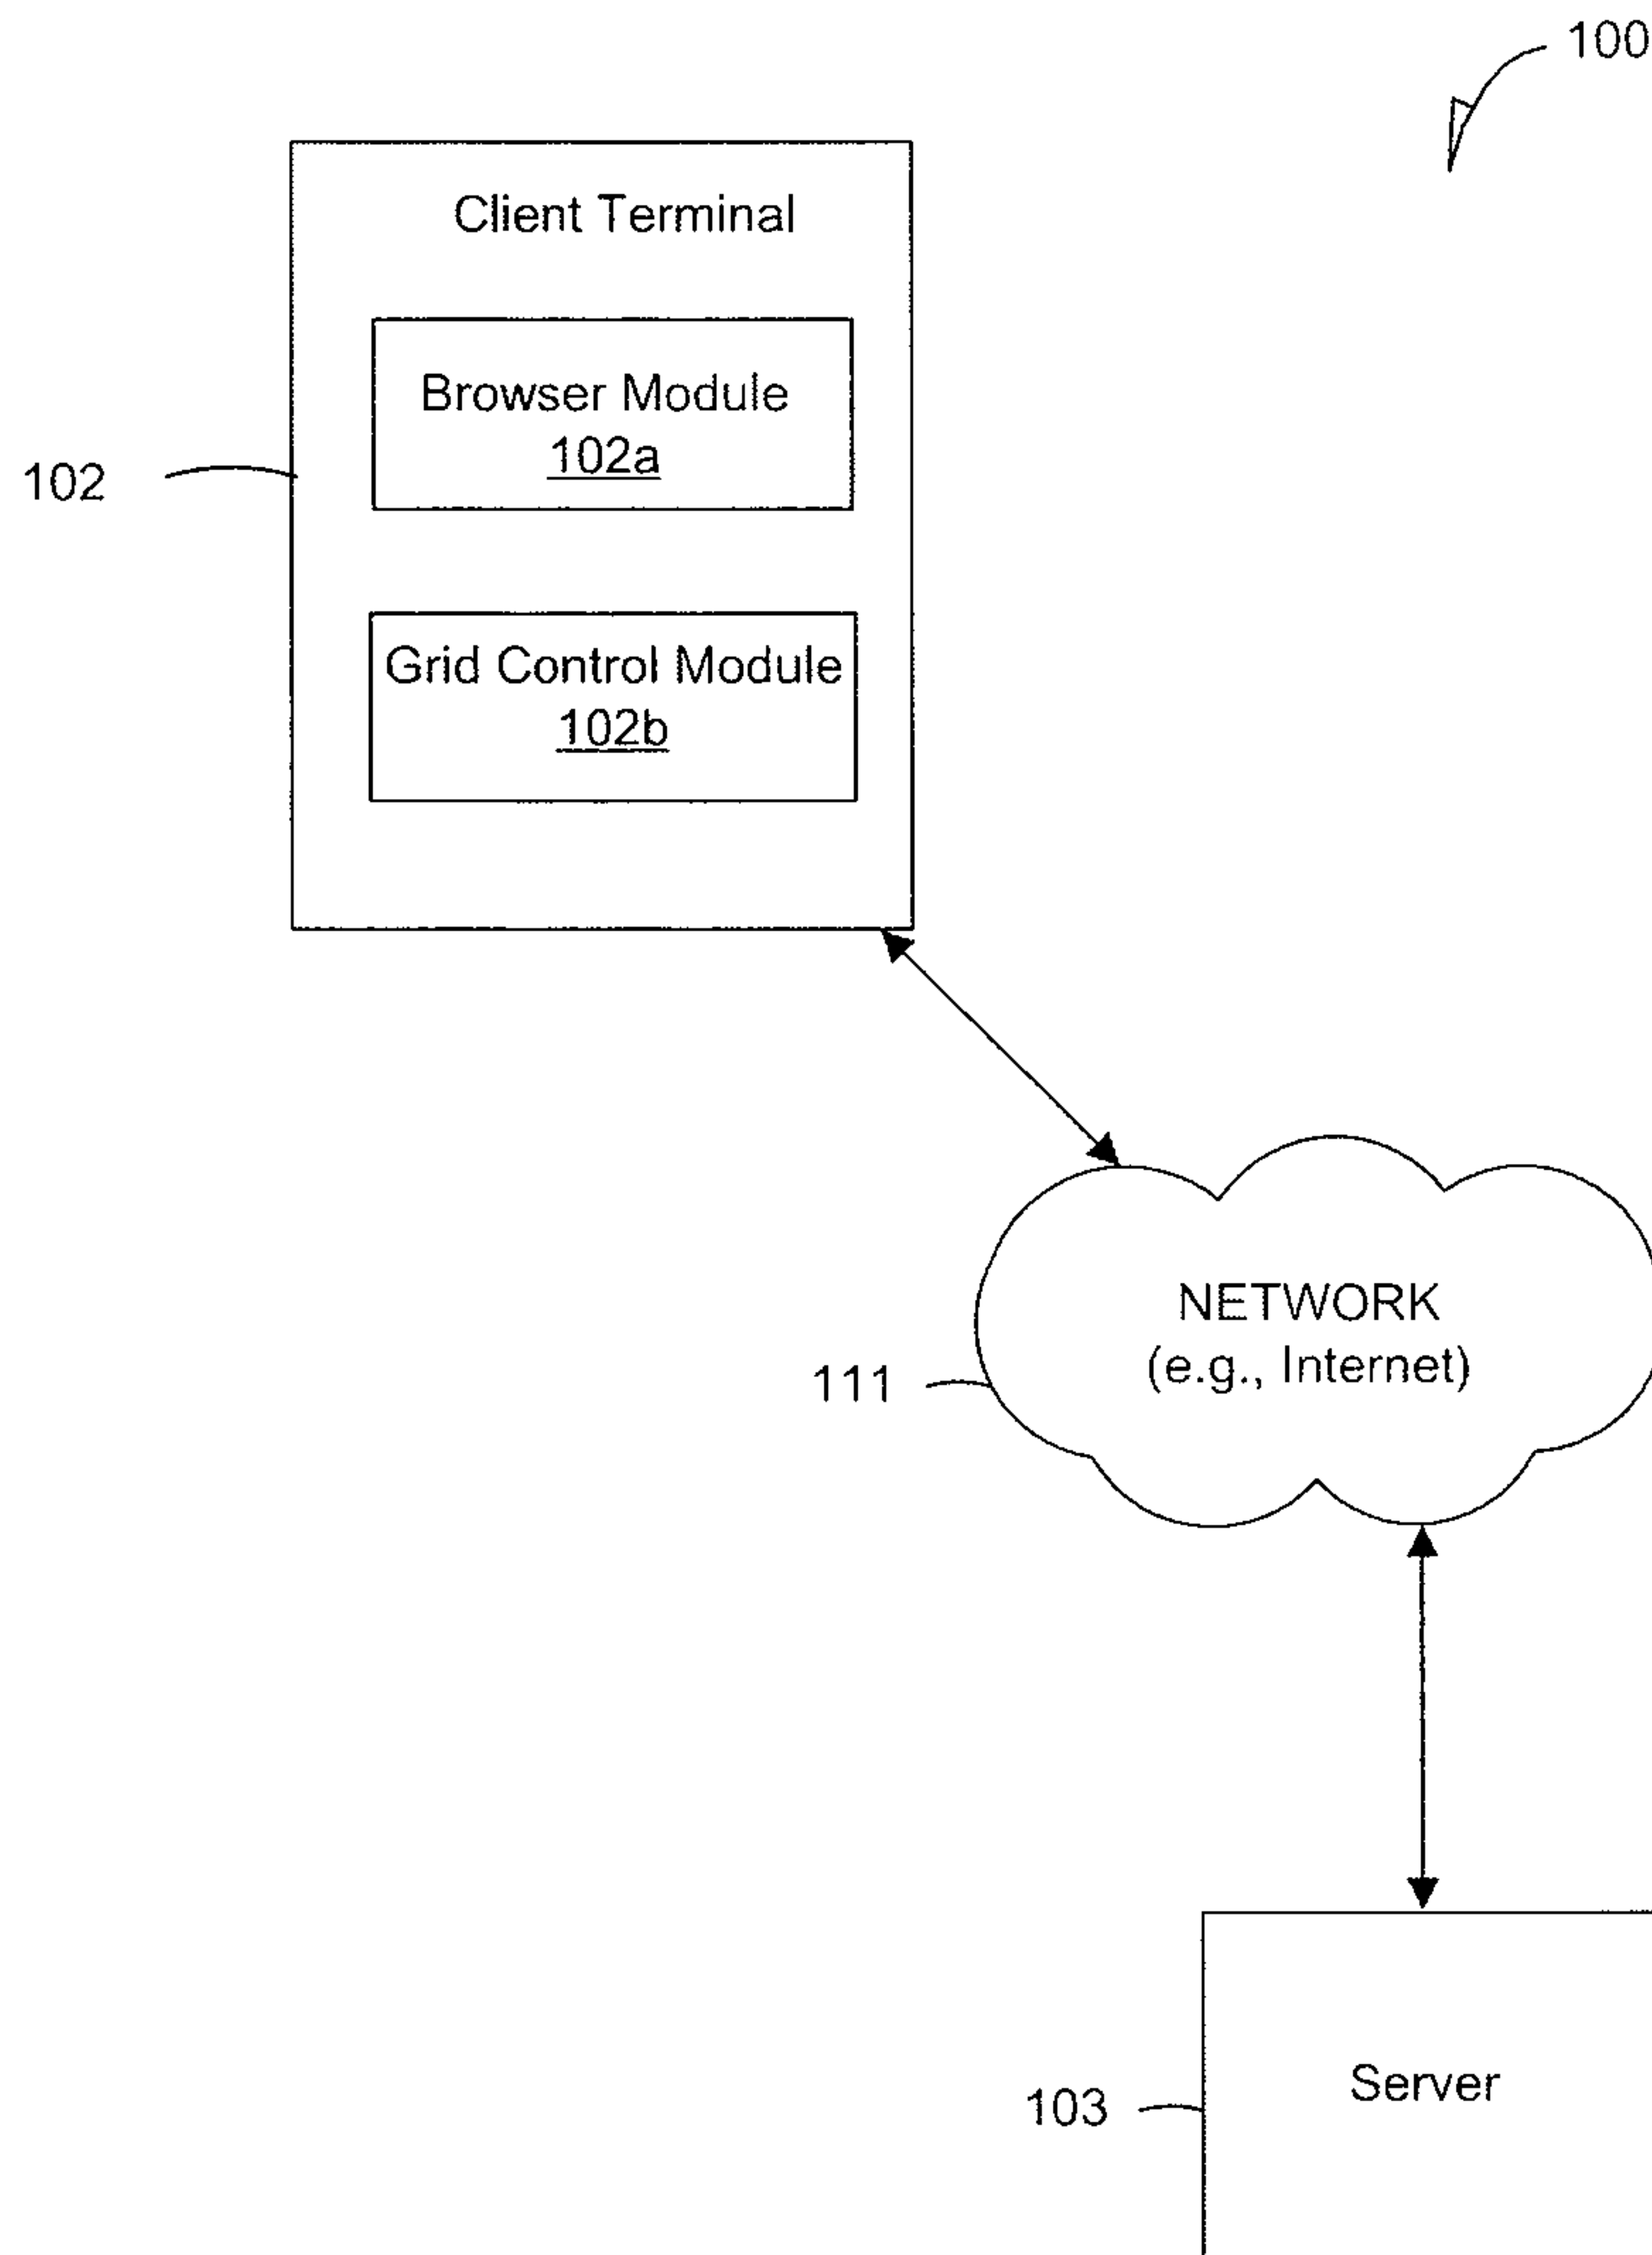 100
Client Terminal
Browser Module
102a
102
Grid Control Module
102b
NETWORK
(e.g., Internet)
111
Server
103